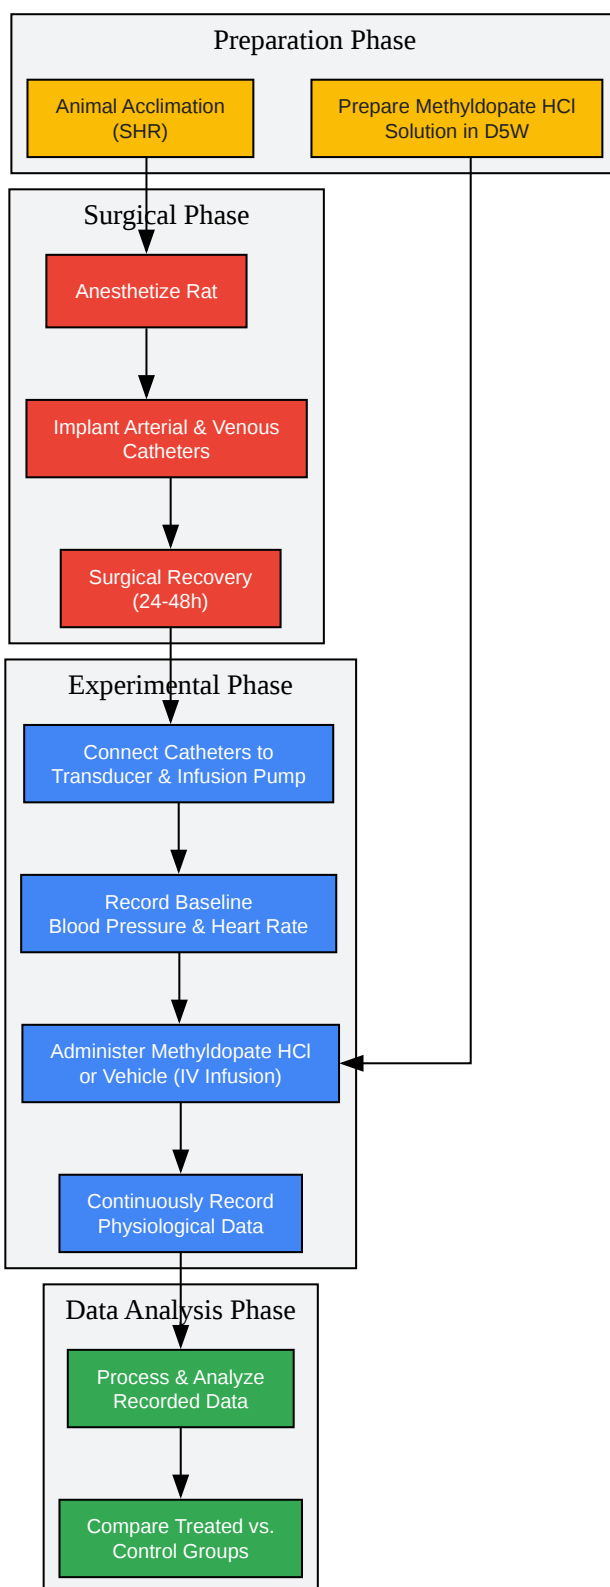 Preparation Phase
Animal Acclimation
(SHR)
Prepare Methyldopate HCl
Solution in D5W
Surgical Phase
Anesthetize Rat
Implant Arterial & Venous
Catheters
Surgical Recovery
(24-48h)
Experimental Phase
Connect Catheters to
Transducer & Infusion Pump
Record Baseline
Blood Pressure & Heart Rate
Administer Methyldopate HCl
or Vehicle (IV Infusion)
Continuously Record
Physiological Data
Data Analysis Phase
Process & Analyze
Recorded Data
Compare Treated vs.
Control Groups